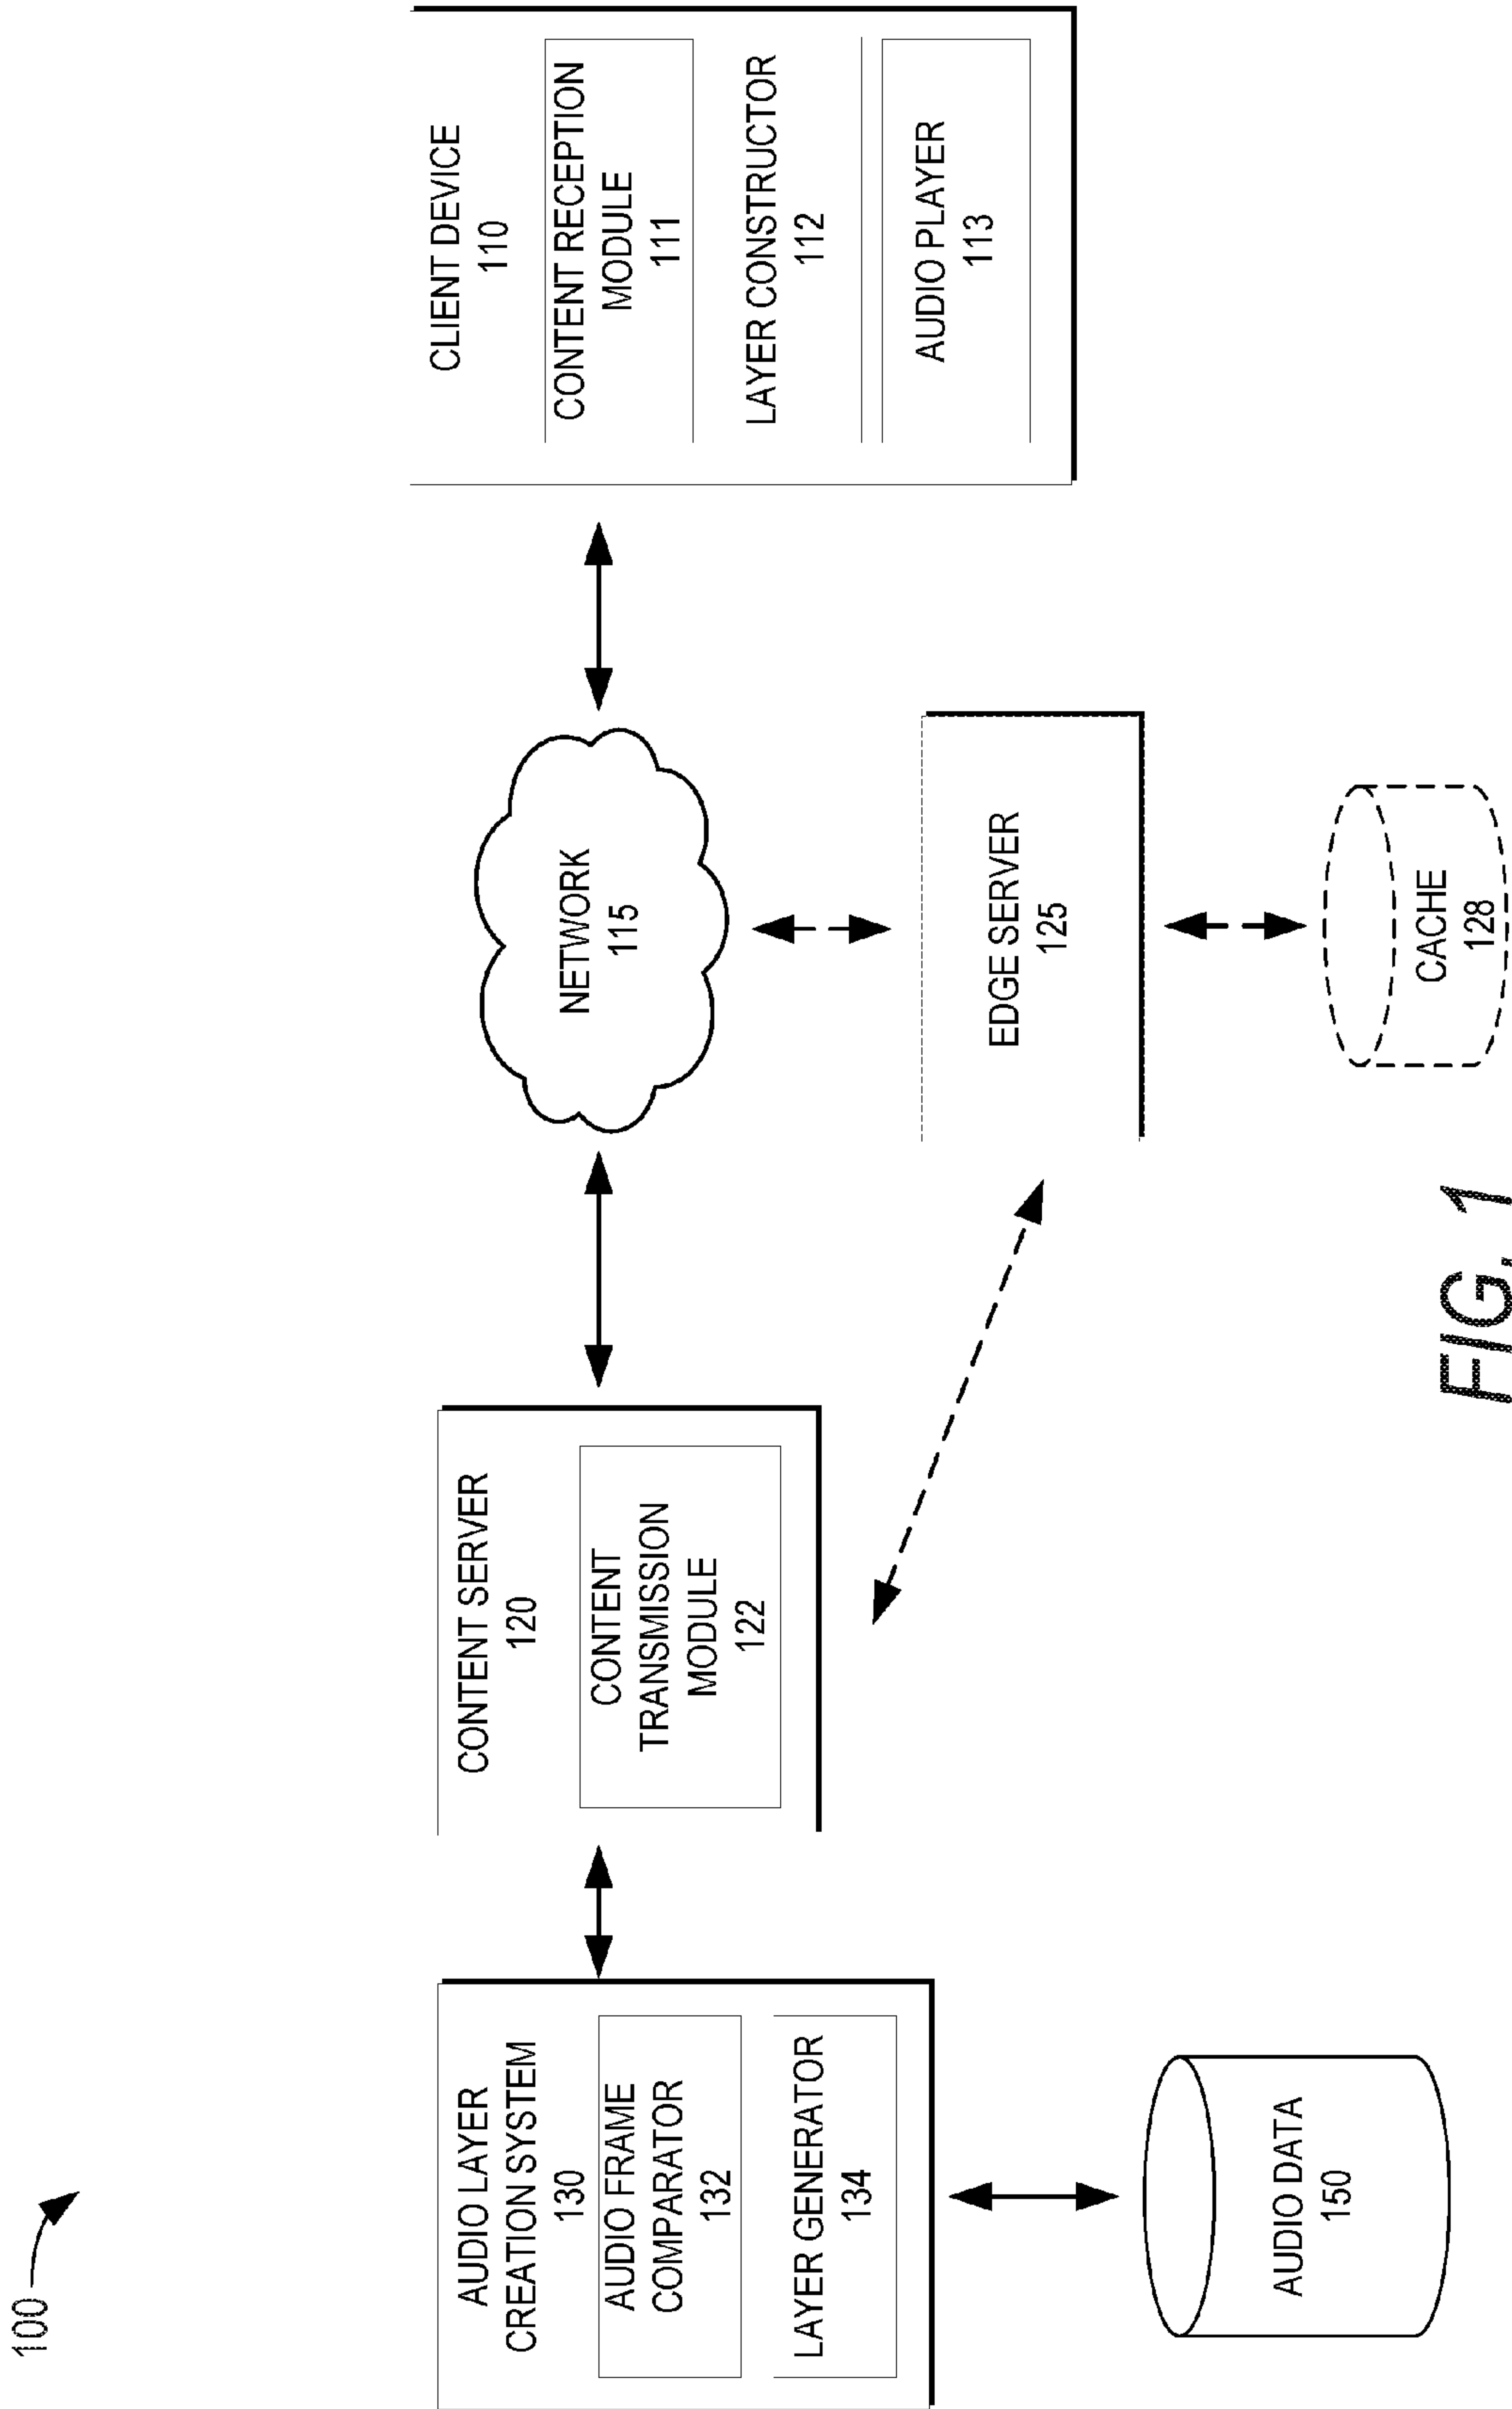 100
AUDIO LAYER
CREATION SYSTEM
130
AUDIO FRAME
COMPARATOR
132
LAYER GENERATOR
134
AUDIO DATA
150
CONTENT SERVER
120
CONTENT
TRANSMISSION
MODULE
122
NETWORK
115
EDGE SERVER
125
CACHE
128
CLIENT DEVICE
110
CONTENT RECEPTION
MODULE
111
LAYER CONSTRUCTOR
112
AUDIO PLAYER
113
FIG. 1